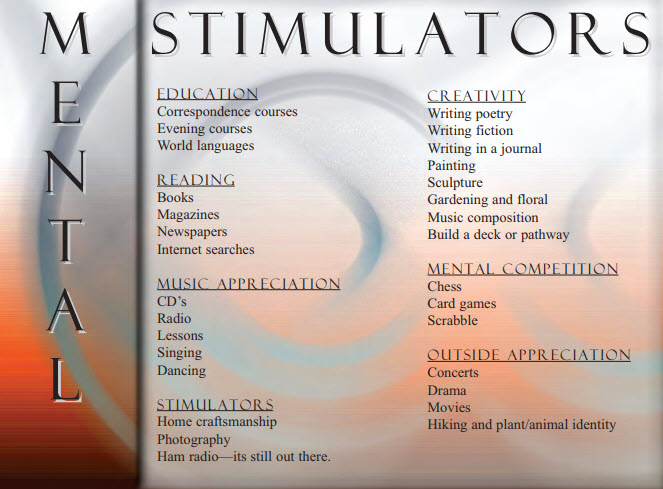 MENTAL
STIMULATORS
EDUCATION
Correspondence courses
Evening courses
World languages
READING
Books
Magazines
Newspapers
Internet searches
MUSIC APPRECIATION
CD's
Radio
Lessons
Singing
Dancing
STIMULATORS
Home craftsmanship
Photography
Ham radio—its still out there.
CREATIVITY
Writing poetry
Writing fiction
Writing in a journal
Painting
Sculpture
Gardening and floral
Music composition
Build a deck or pathway
MENTAL COMPETITION
Chess
Card games
Scrabble
OUTSIDE APPRECIATION
Concerts
Drama
Movies
Hiking and plant/animal identity